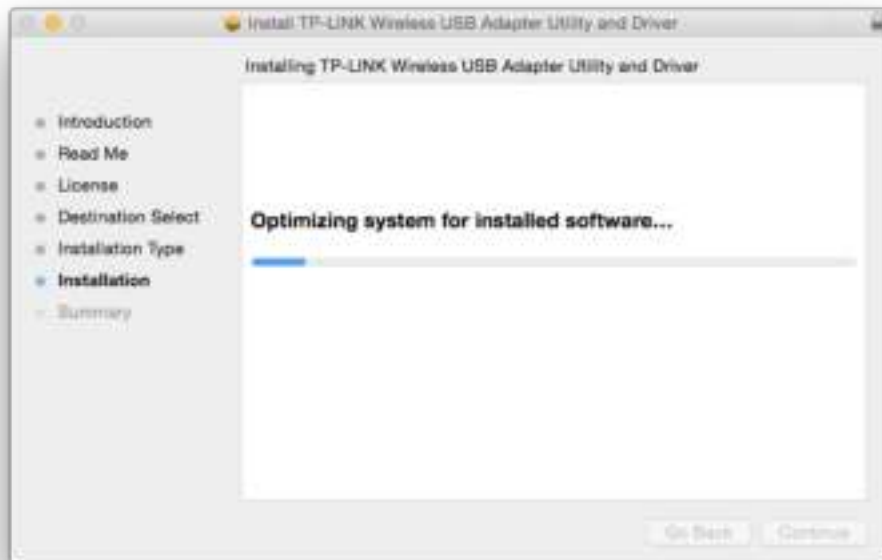 Install TP-LINK Wireless USB Adapter Utility and Driver
Installing TP-LINK Wireless USB Adapter Utility and Driver
Introduction
Read Me
License
Destination Select
Installation Type
Installation
Summary
Optimizing system for installed software...
Go Back
Continue